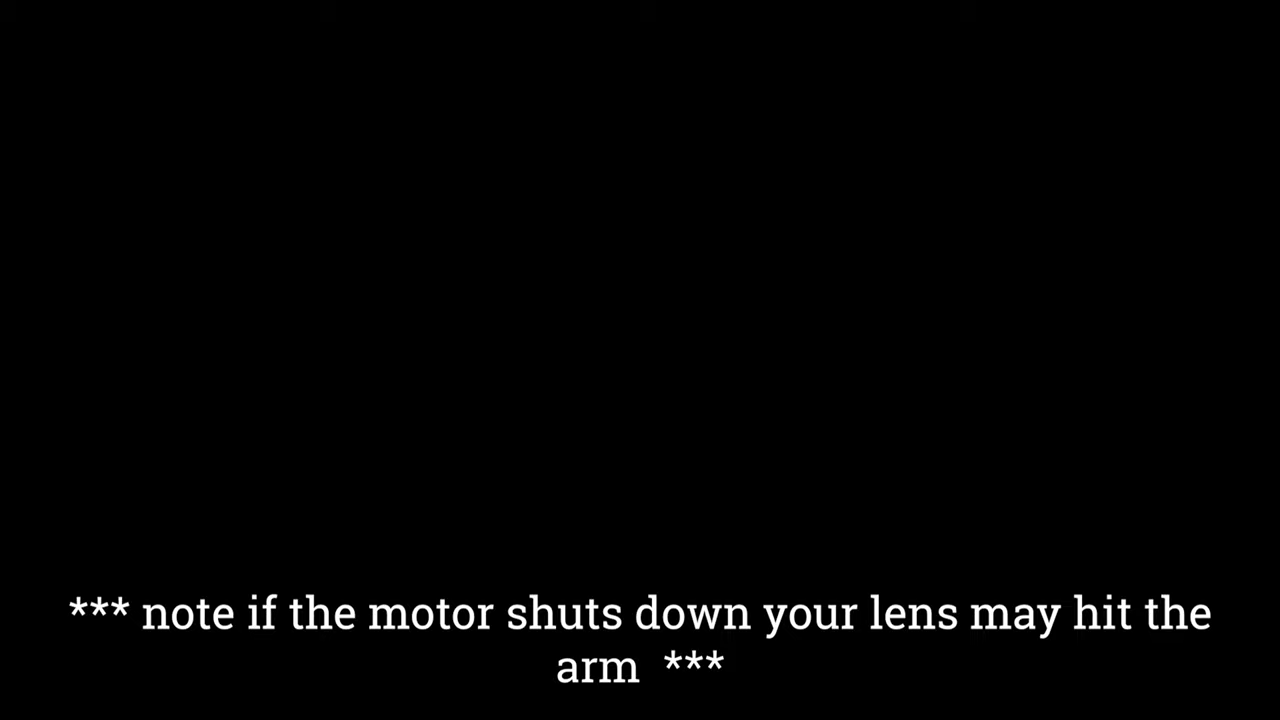 *** note if the motor shuts down your lens may hit the
arm  ***